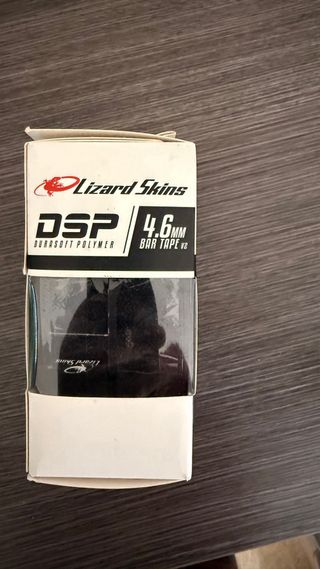 Lizard Skins
DSP
DURASOFT POLYMER
4.6MM
BAR TAPE V2
Lizard Skins